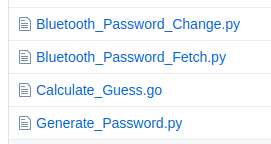 Bluetooth_Password_Change.py
Bluetooth_Password_Fetch.py
Calculate_Guess.go
Generate_Password.py